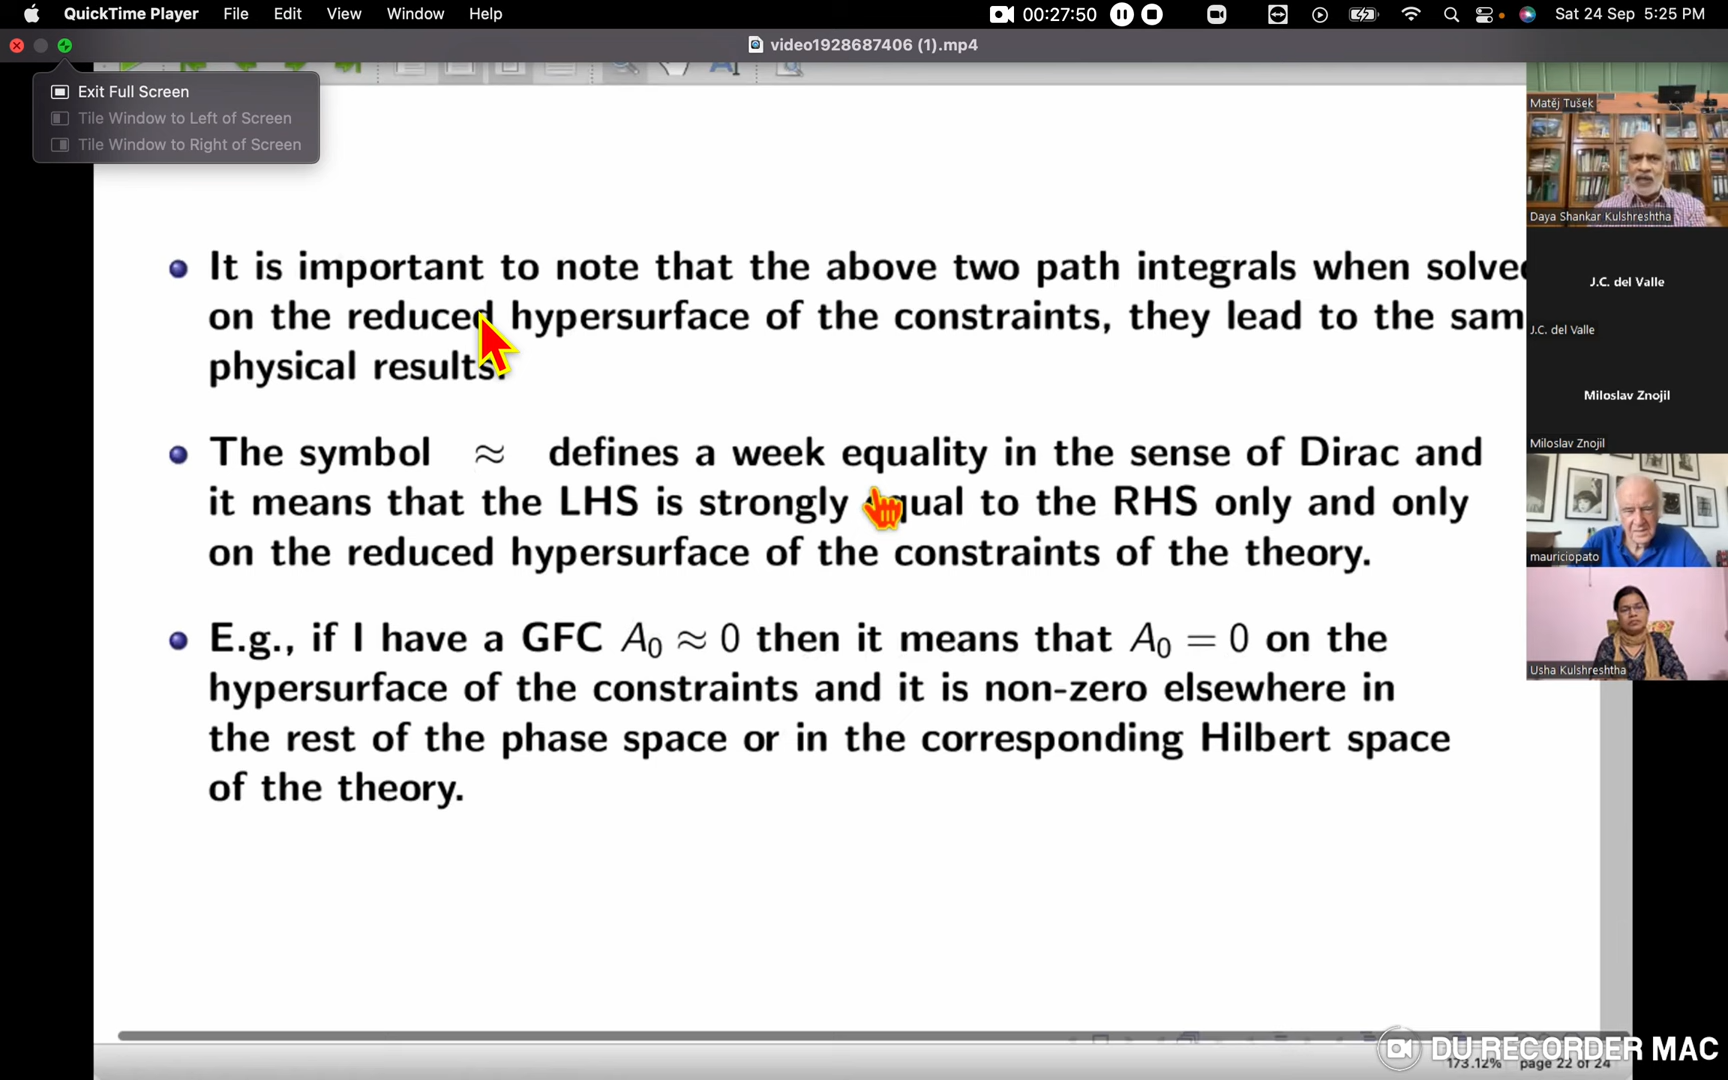 QuickTime Player File Edit View Window Help 00:27:50 Sat 24 Sep 5:25 PM
video1928687406 (1).mp4
Exit Full Screen
Tile Window to Left of Screen
Tile Window to Right of Screen
It is important to note that the above two path integrals when solved
on the reduced hypersurface of the constraints, they lead to the sam
physical results.
The symbol ≈ defines a week equality in the sense of Dirac and
it means that the LHS is strongly equal to the RHS only and only
on the reduced hypersurface of the constraints of the theory.
E.g., if I have a GFC A₀ ≈ 0 then it means that A₀ = 0 on the
hypersurface of the constraints and it is non-zero elsewhere in
the rest of the phase space or in the corresponding Hilbert space
of the theory.
Matěj Tušek
Daya Shankar Kulshreshtha
J.C. del Valle
J.C. del Valle
Miloslav Znojil
Miloslav Znojil
mauriciopato
Usha Kulshreshtha
DU RECORDER MAC
173.12% page 22 of 24